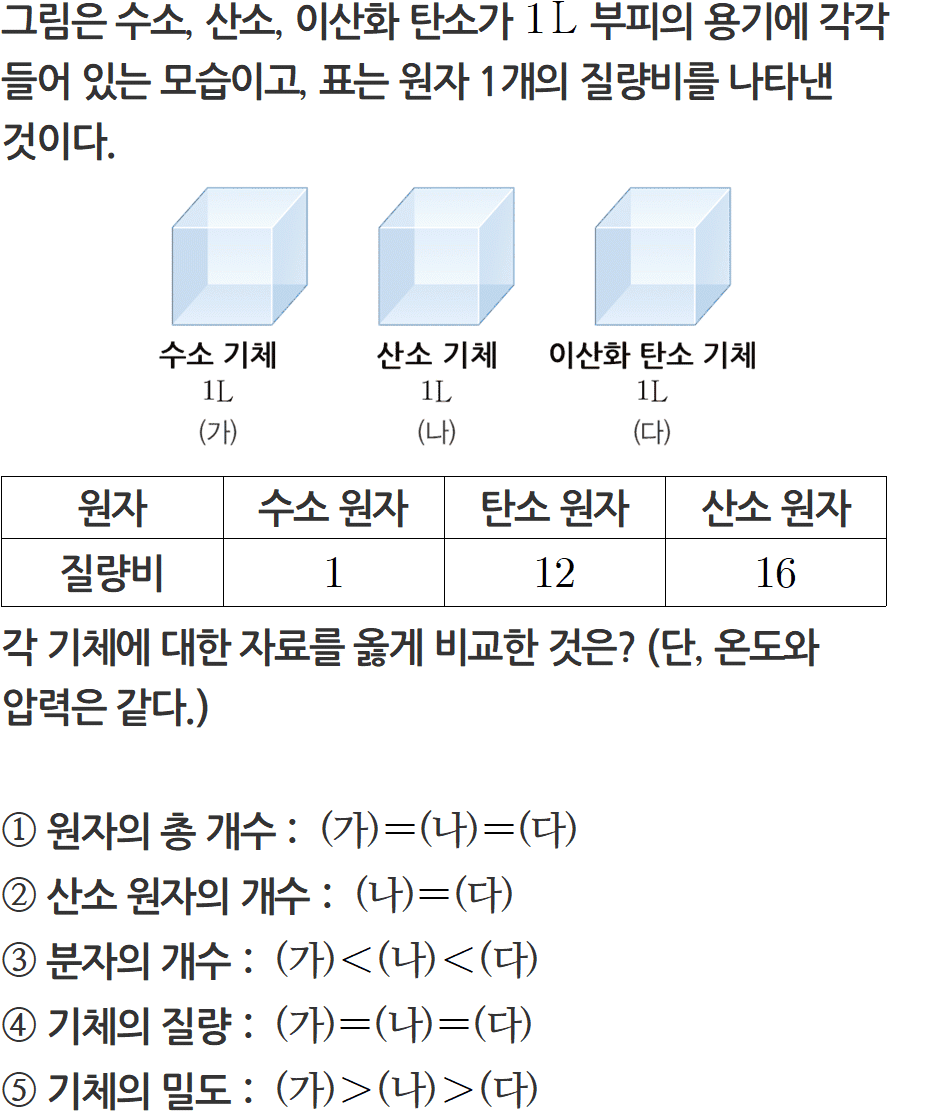 그림은 수소, 산소, 이산화 탄소가 1L 부피의 용기에 각각
들어 있는 모습이고, 표는 원자 1개의 질량비를 나타낸
것이다.
수소 기체 산소 기체 이산화 탄소 기체
1L 1L 1L
(가) (나) (다)
원자 수소 원자 탄소 원자 산소 원자
질량비 1 12 16
각 기체에 대한 자료를 옳게 비교한 것은? (단, 온도와
압력은 같다.)
① 원자의 총 개수 : (가)=(나)=(다)
② 산소 원자의 개수 : (나)=(다)
③ 분자의 개수 : (가)<(나)<(다)
④ 기체의 질량 : (가)=(나)=(다)
⑤ 기체의 밀도 : (가)>(나)>(다)